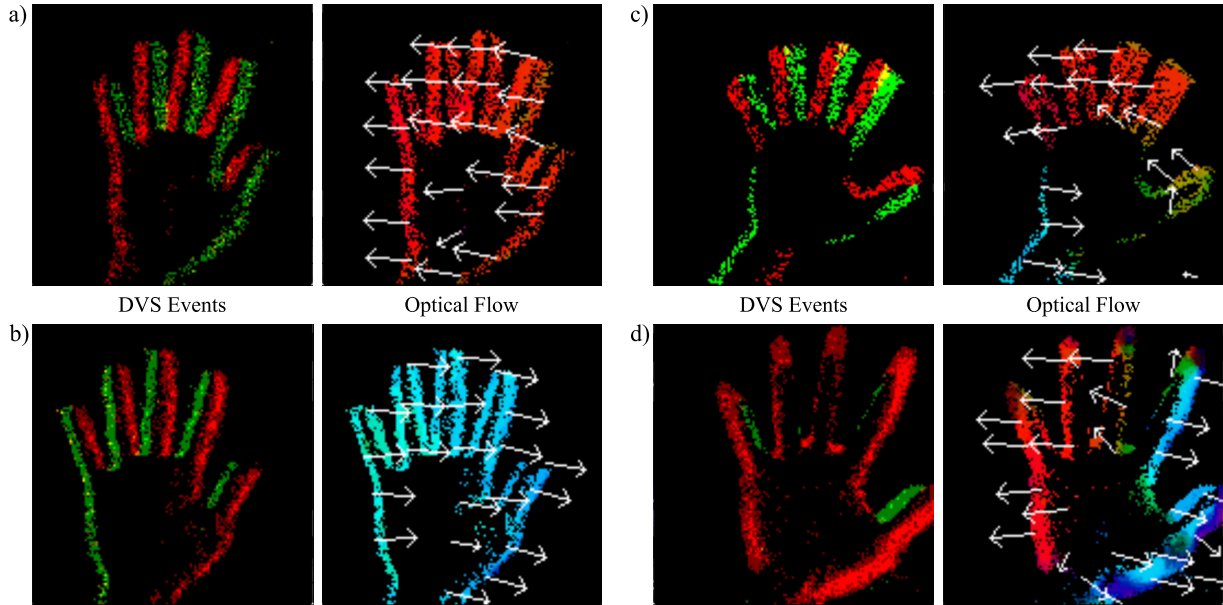 a)
c)
DVS Events
Optical Flow
DVS Events
Optical Flow
b)
d)